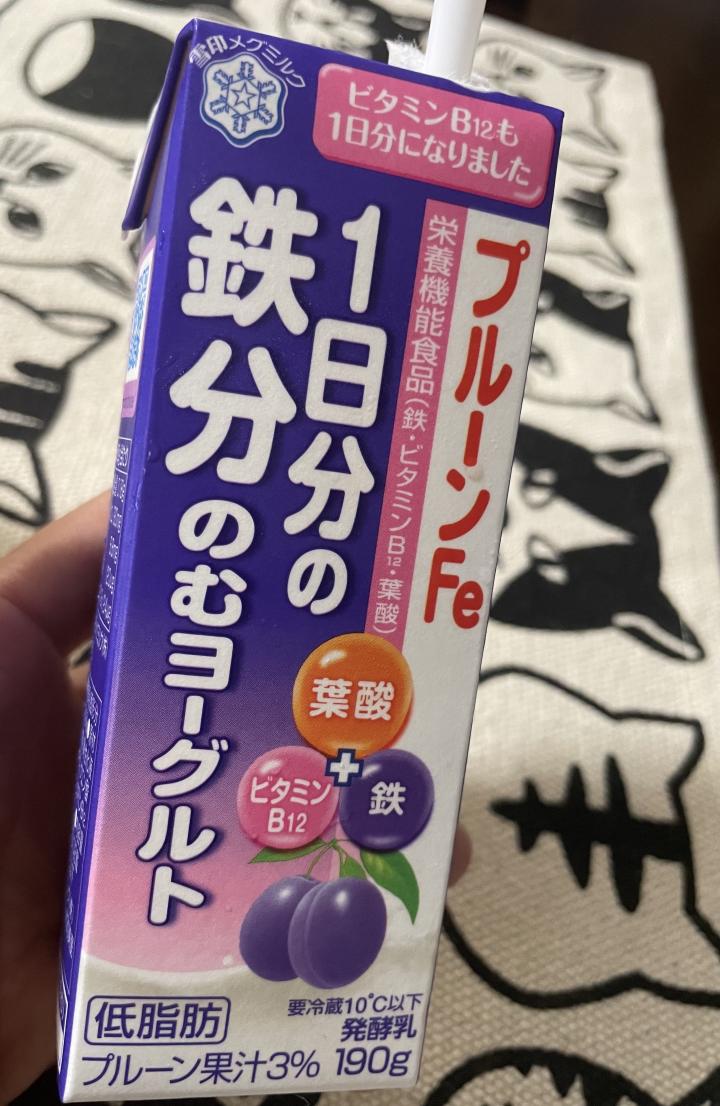 雪印メグミルク
ビタミンB12も
1日分になりました
プルーンFe
栄養機能食品(鉄・ビタミンB12・葉酸)
1日分の
鉄分のむヨーグルト
葉酸
+
ビタミン
B12
鉄
低脂肪
要冷蔵10℃以下
発酵乳
プルーン果汁3% 190g